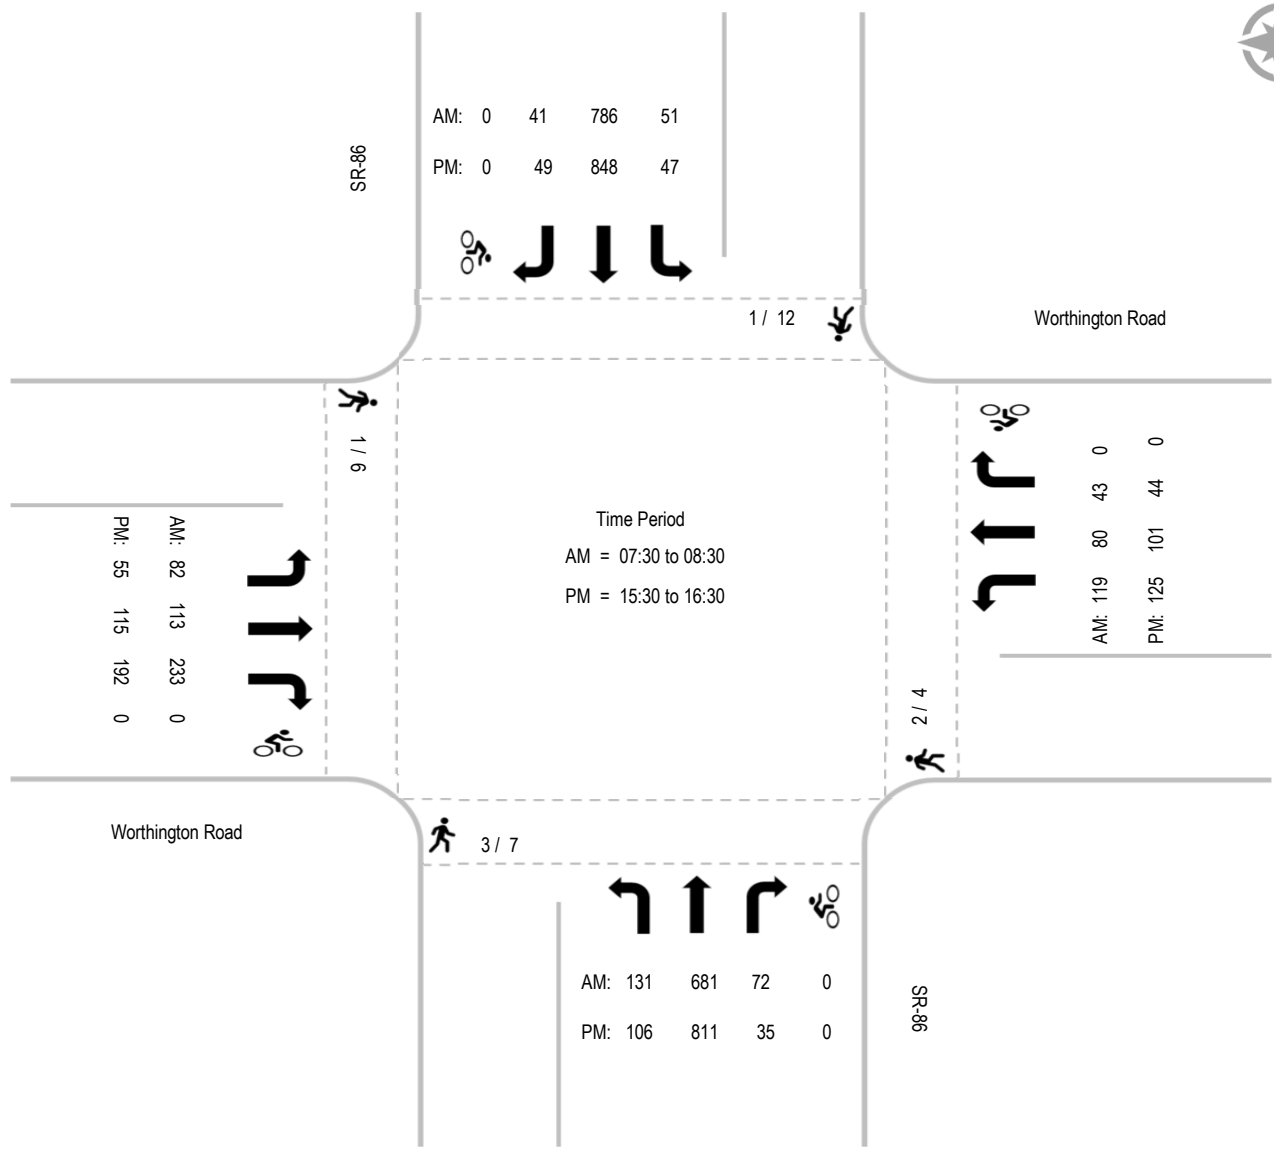 AM: 0 41 786 51
SR-86
PM: 0 49 848 47
1 / 12
Worthington Road
1 / 6
AM: 119 80 43 0
PM: 125 101 44 0
Time Period
AM = 07:30 to 08:30
PM = 15:30 to 16:30
AM: 82 113 233 0
PM: 55 115 192 0
2 / 4
Worthington Road
3 / 7
AM: 131 681 72 0
SR-86
PM: 106 811 35 0